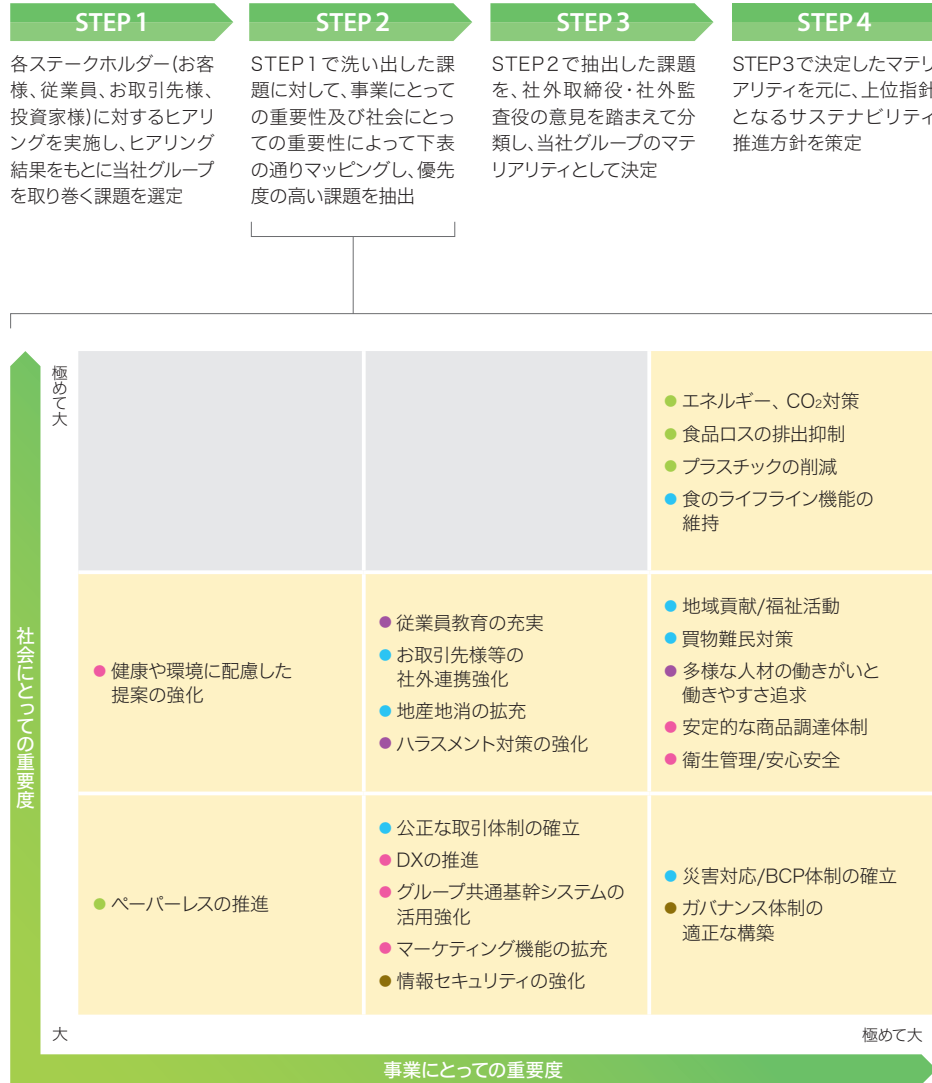 STEP1
各ステークホルダー(お客
様、従業員、お取引先様、
投資家様)に対するヒアリ
ングを実施し、ヒアリング
結果をもとに当社グループ
を取り巻く課題を選定
STEP2
STEP1で洗い出した課
題に対して、事業にとって
の重要性及び社会にとっ
ての重要性によって下表
の通りマッピングし、優先
度の高い課題を抽出
STEP3
STEP2で抽出した課題
を、社外取締役・社外監
査役の意見を踏まえて分
類し、当社グループのマテ
リアリティとして決定
STEP4
STEP3で決定したマテリ
アリティを元に、上位指針
となるサステナビリティ
推進方針を策定
極めて大
社会にとっての重要度
● エネルギー、CO₂対策
● 食品ロスの排出抑制
● プラスチックの削減
● 食のライフライン機能の
維持
● 健康や環境に配慮した
提案の強化
● 従業員教育の充実
● お取引先様等の
社外連携強化
● 地産地消の拡充
● ハラスメント対策の強化
● 地域貢献/福祉活動
● 買物難民対策
● 多様な人材の働きがいと
働きやすさ追求
● 安定的な商品調達体制
● 衛生管理/安心安全
● ペーパーレスの推進
● 公正な取引体制の確立
● DXの推進
● グループ共通基幹システムの
活用強化
● マーケティング機能の拡充
● 情報セキュリティの強化
● 災害対応/BCP体制の確立
● ガバナンス体制の
適正な構築
大
極めて大
事業にとっての重要度